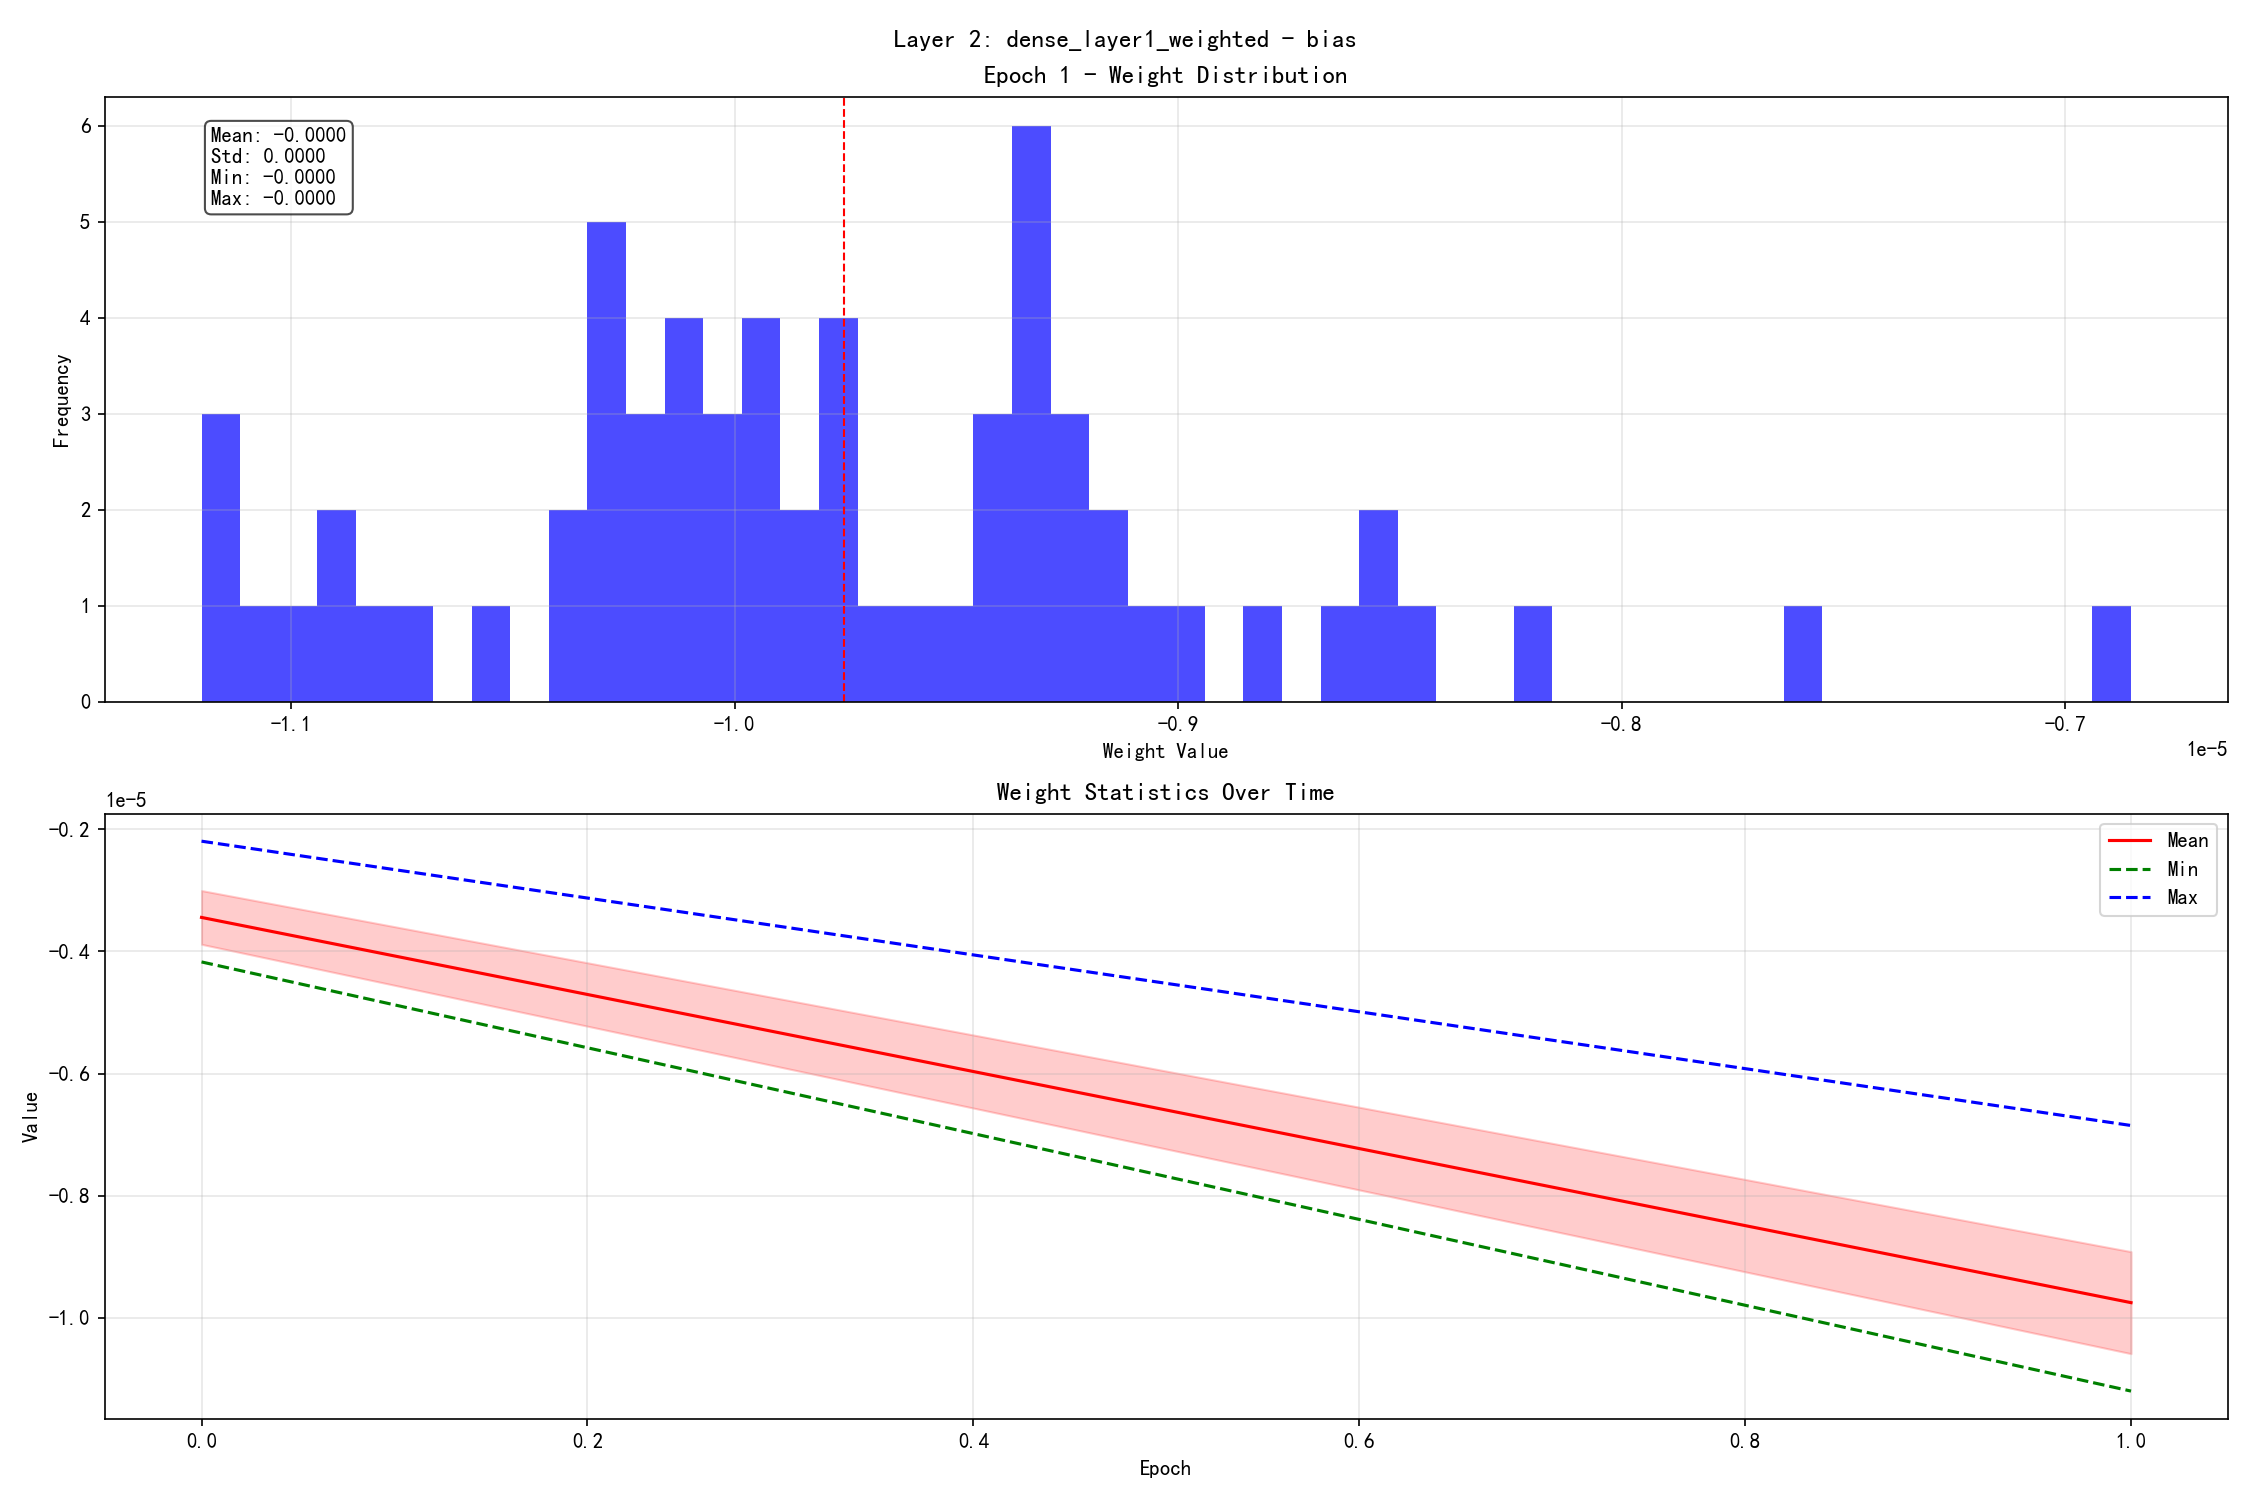 Layer 2: dense_layer1_weighted - bias
Epoch 1 - Weight Distribution
Mean: -0.0000
Std: 0.0000
Min: -0.0000
Max: -0.0000
6
5
4
3
2
1
0
Frequency
-1.1 -1.0 -0.9 -0.8 -0.7
Weight Value
1e-5
Weight Statistics Over Time
1e-5
Mean
Min
Max
-0.2
-0.4
-0.6
-0.8
-1.0
Value
0.0 0.2 0.4 0.6 0.8 1.0
Epoch